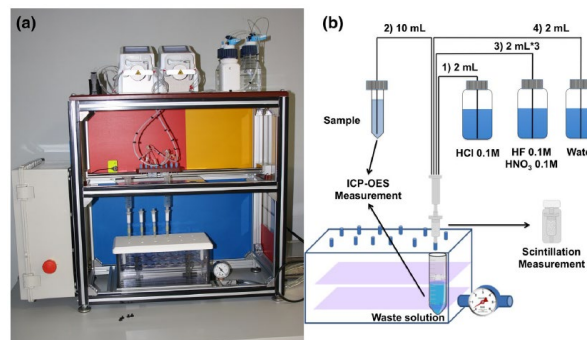 (a)
(b)
2) 10 mL
4) 2 mL
3) 2 mL*3
1) 2 mL
Sample
HCl 0.1M
HF 0.1M
HNO₃ 0.1M
Wate
ICP-OES
Measurement
Scintillation
Measurement
Waste solution